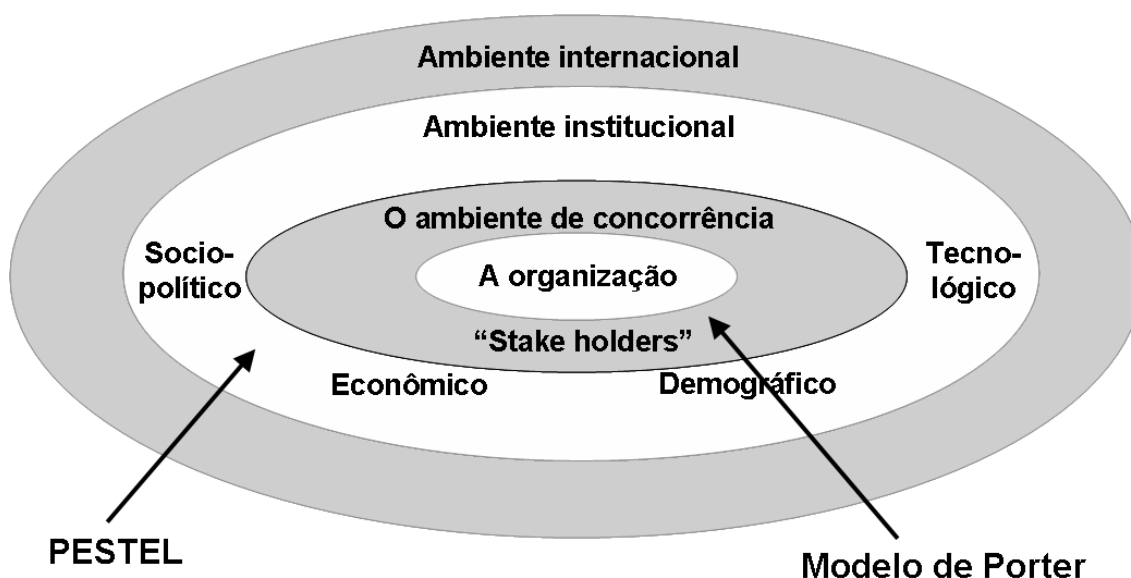 Ambiente internacional
Ambiente institucional
O ambiente de concorrência
Socio-
político
A organização
Tecno-
lógico
“Stake holders”
Econômico
Demográfico
PESTEL
Modelo de Porter